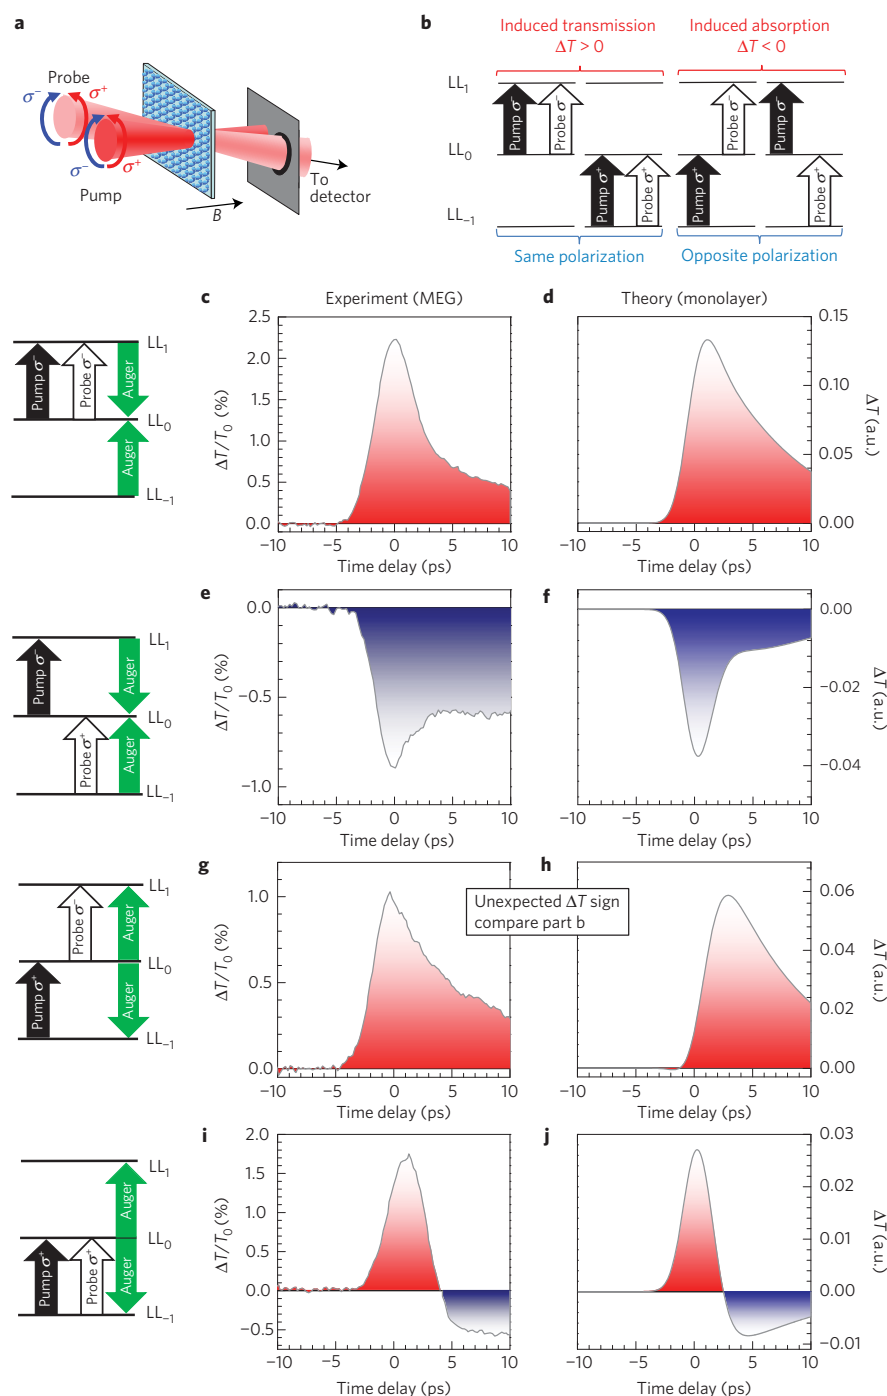 a
Probe
σ⁻
σ⁺
σ⁻
σ⁺
Pump
B
To
detector
b
Induced transmission
ΔT > 0
Induced absorption
ΔT < 0
LL₁
LL₀
LL₋₁
Pump σ⁻
Probe σ⁻
Pump σ⁺
Probe σ⁺
Pump σ⁺
Probe σ⁻
Pump σ⁻
Probe σ⁺
Same polarization
Opposite polarization
c
Experiment (MEG)
d
Theory (monolayer)
LL₁
LL₀
LL₋₁
Pump σ⁻
Probe σ⁻
Auger
Auger
ΔT/T₀ (%)
2.5
2.0
1.5
1.0
0.5
0.0
−10 −5 0 5 10
Time delay (ps)
0.15
0.10
0.05
0.00
ΔT (a.u.)
−10 −5 0 5 10
Time delay (ps)
e
f
LL₁
LL₀
LL₋₁
Pump σ⁻
Probe σ⁺
Auger
Auger
ΔT/T₀ (%)
0.0
−0.5
−1.0
−10 −5 0 5 10
Time delay (ps)
0.00
−0.02
−0.04
ΔT (a.u.)
−10 −5 0 5 10
Time delay (ps)
g
h
LL₁
LL₀
LL₋₁
Pump σ⁺
Probe σ⁻
Auger
Auger
ΔT/T₀ (%)
1.0
0.5
0.0
−10 −5 0 5 10
Time delay (ps)
Unexpected ΔT sign
compare part b
0.06
0.04
0.02
0.00
ΔT (a.u.)
−10 −5 0 5 10
Time delay (ps)
i
j
LL₁
LL₀
LL₋₁
Pump σ⁺
Probe σ⁺
Auger
Auger
ΔT/T₀ (%)
2.0
1.5
1.0
0.5
0.0
−0.5
−10 −5 0 5 10
Time delay (ps)
0.03
0.02
0.01
0.00
−0.01
ΔT (a.u.)
−10 −5 0 5 10
Time delay (ps)